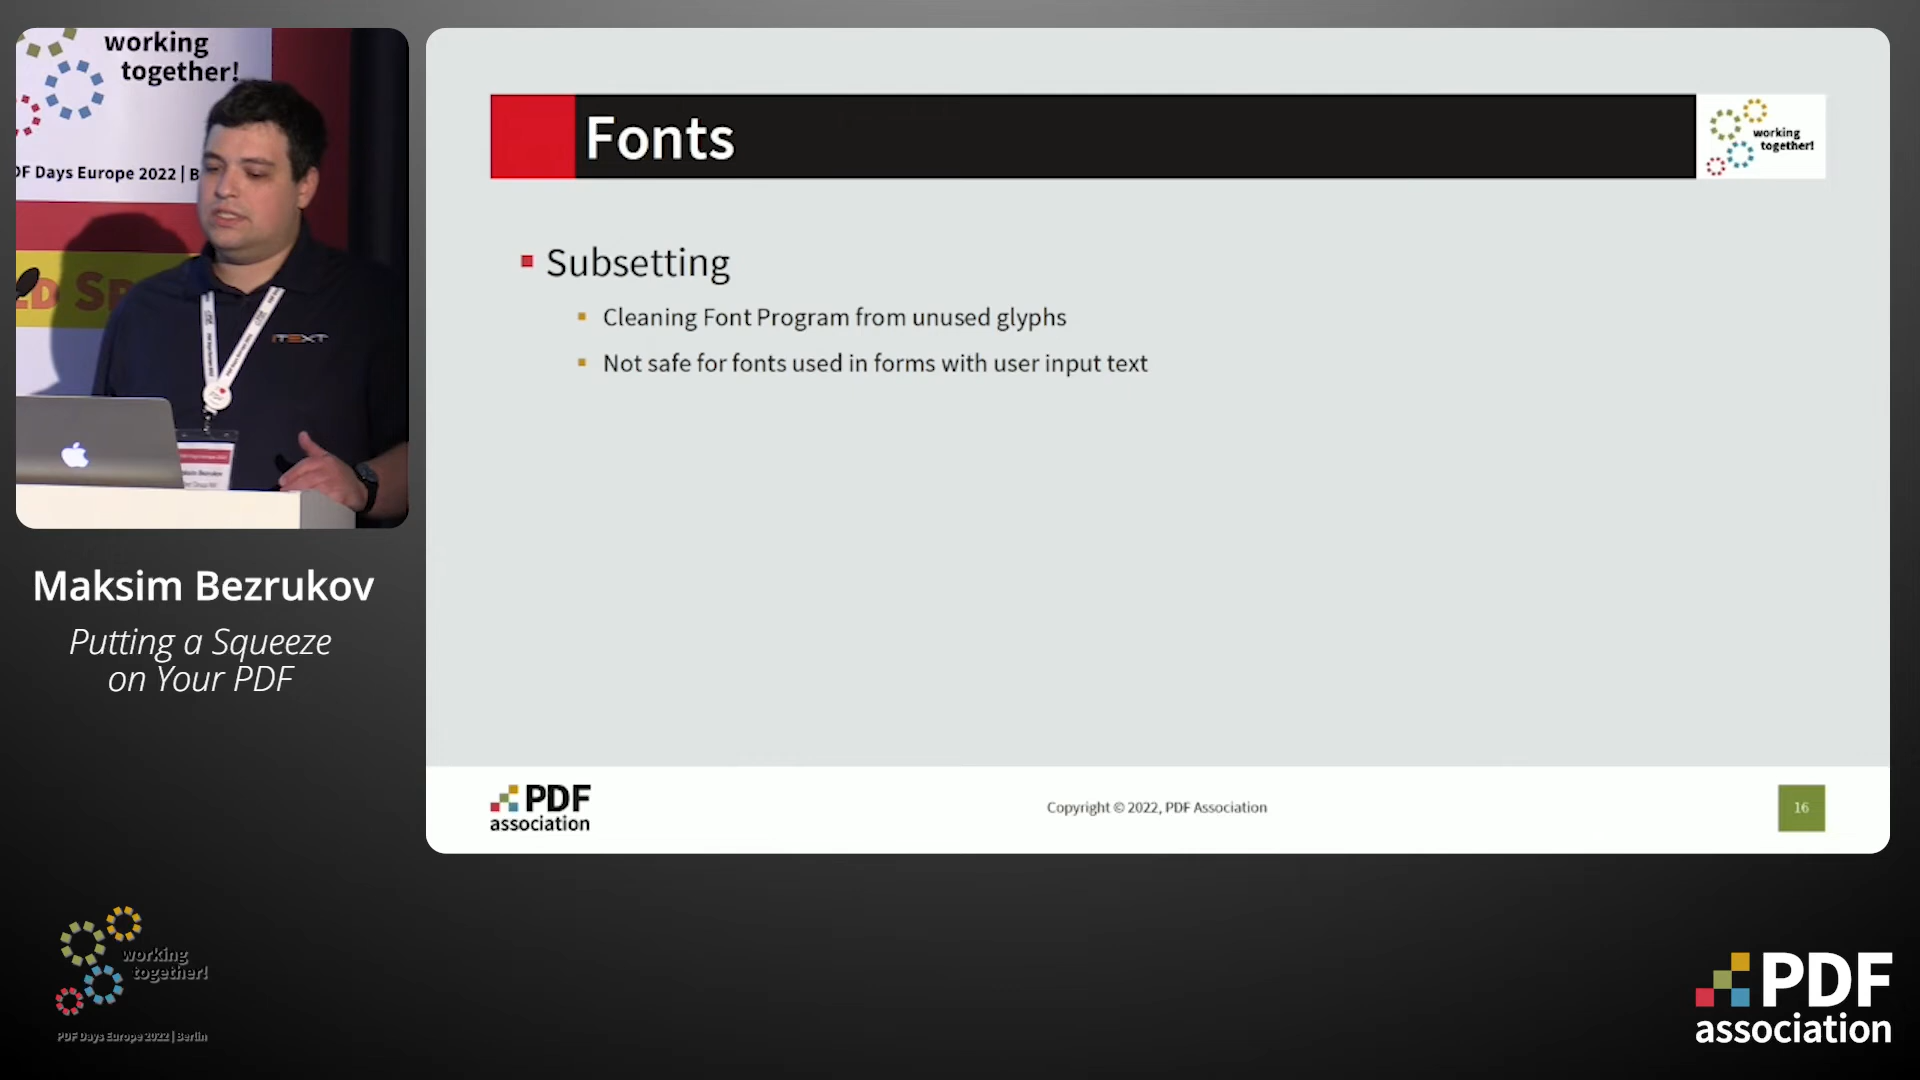 working
together!
DF Days Europe 2022 | B
iTEXT
Maksim Bezrukov
Putting a Squeeze
on Your PDF
Fonts
working
together!
Subsetting
Cleaning Font Program from unused glyphs
Not safe for fonts used in forms with user input text
PDF
association
Copyright © 2022, PDF Association
16
working
together!
PDF Days Europe 2022 | Berlin
PDF
association